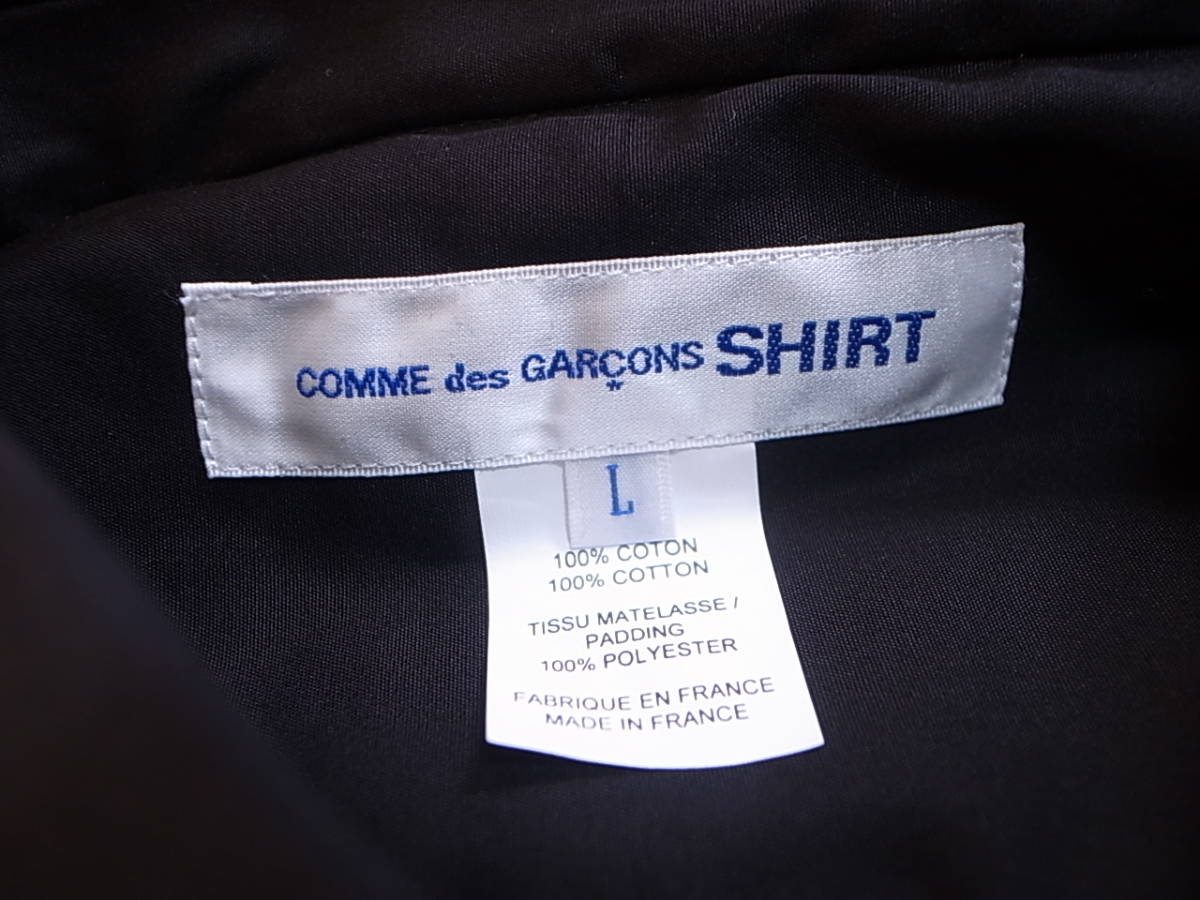 COMME des GARÇONS SHIRT
*
L
100% COTON
100% COTTON
TISSU MATELASSE /
PADDING
100% POLYESTER
FABRIQUE EN FRANCE
MADE IN FRANCE